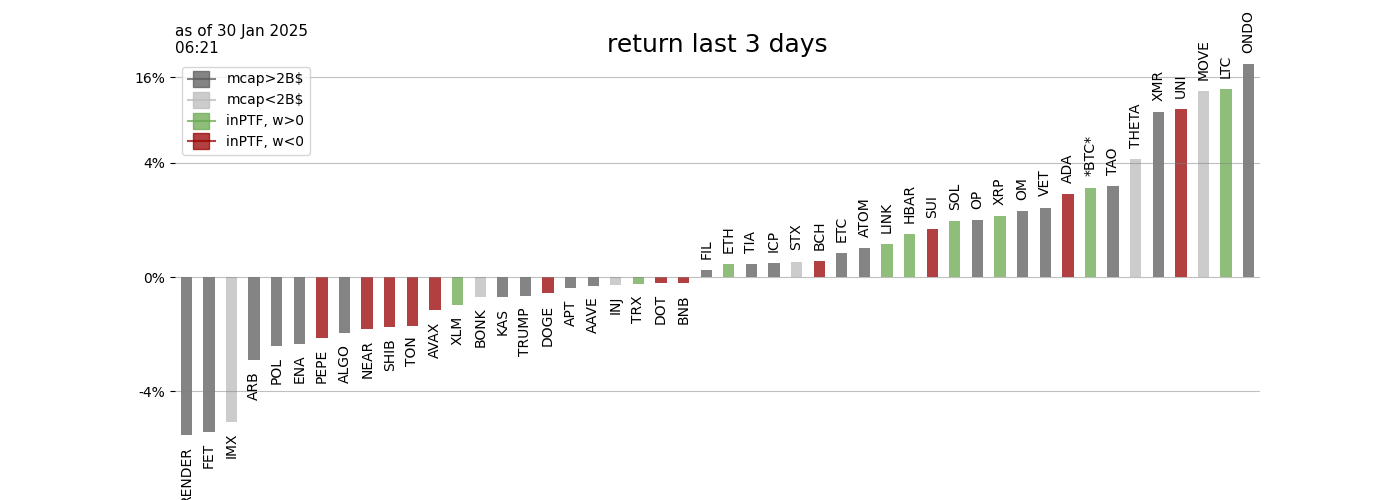 as of 30 Jan 2025
06:21
return last 3 days
16%
4%
0%
-4%
mcap>2B$
mcap<2B$
inPTF, w>0
inPTF, w<0
RENDER
FET
IMX
ARB
POL
ENA
PEPE
ALGO
NEAR
SHIB
TON
AVAX
XLM
BONK
KAS
TRUMP
DOGE
APT
AAVE
INJ
TRX
DOT
BNB
FIL
ETH
TIA
ICP
STX
BCH
ETC
ATOM
LINK
HBAR
SUI
SOL
OP
XRP
OM
VET
ADA
*BTC*
TAO
THETA
XMR
UNI
MOVE
LTC
ONDO